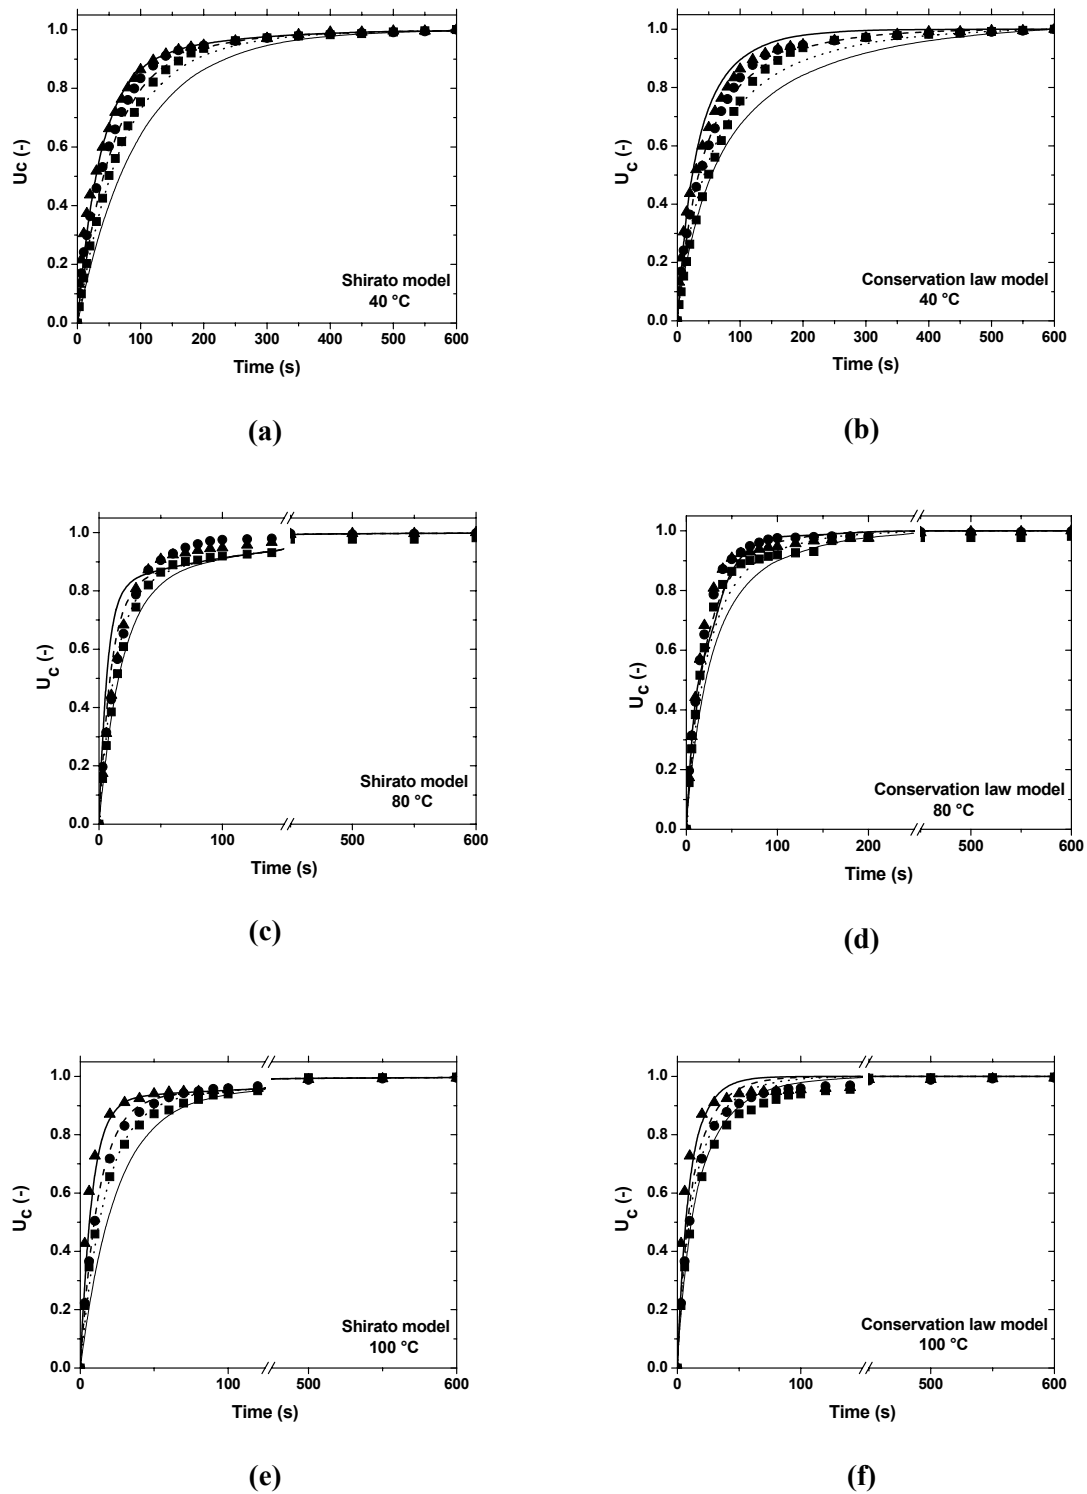 1.0
0.8
0.6
0.4
0.2
0.0
Uc (-)
Shirato model
40 °C
0 100 200 300 400 500 600
Time (s)
(a)
1.0
0.8
0.6
0.4
0.2
0.0
Uc (-)
Conservation law model
40 °C
0 100 200 300 400 500 600
Time (s)
(b)
1.0
0.8
0.6
0.4
0.2
0.0
Uc (-)
Shirato model
80 °C
0 100 500 600
Time (s)
(c)
1.0
0.8
0.6
0.4
0.2
0.0
Uc (-)
Conservation law model
80 °C
0 100 200 500 600
Time (s)
(d)
1.0
0.8
0.6
0.4
0.2
0.0
Uc (-)
Shirato model
100 °C
0 100 500 600
Time (s)
(e)
1.0
0.8
0.6
0.4
0.2
0.0
Uc (-)
Conservation law model
100 °C
0 100 500 600
Time (s)
(f)